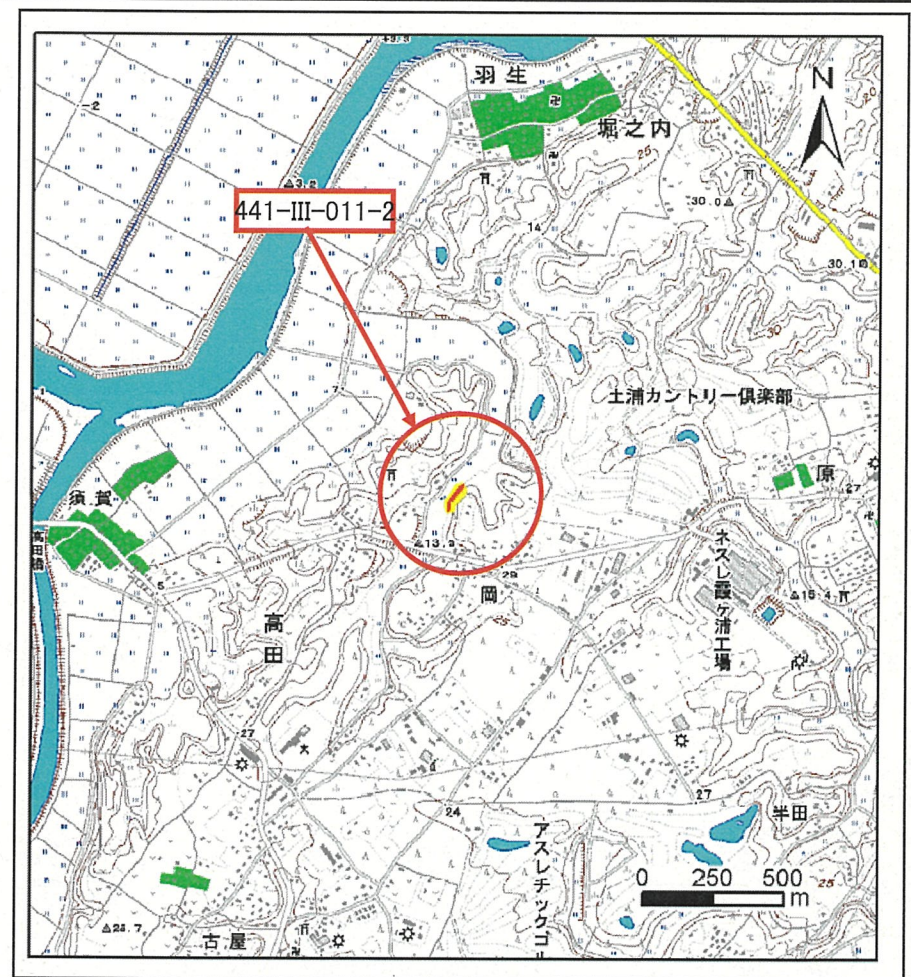 羽生
N
堀之内
25
-2
3.2
441-III-011-2
30.0
14
30.1
30
7
土浦カントリー倶楽部
原
27
須賀
高田橋
13.3
岡
29
5
高田
ネスレ霞ヶ浦工場
15.4
27
24
27
半田
アスレチックゴル
0 250 500
m
25
古屋